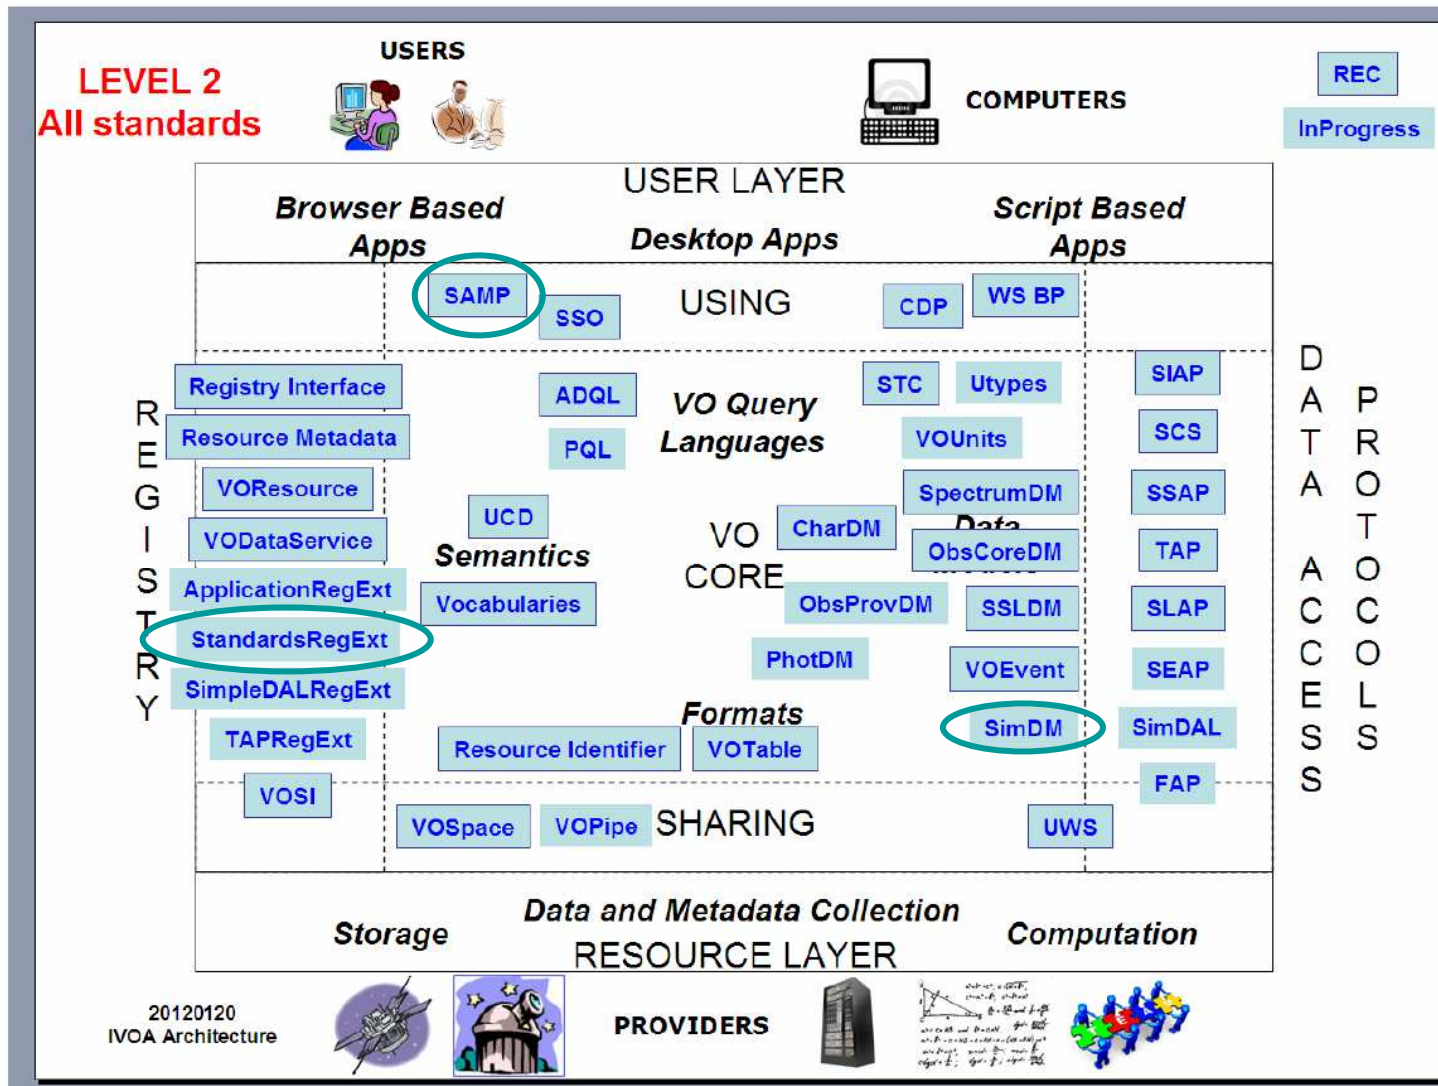 USERS
LEVEL 2
All standards
COMPUTERS
REC
InProgress
USER LAYER
Browser Based
Apps
Desktop Apps
Script Based
Apps
SAMP
SSO
USING
CDP
WS BP
REGISTRY
Registry Interface
Resource Metadata
VOResource
VODataService
ApplicationRegExt
StandardsRegExt
SimpleDALRegExt
TAPRegExt
VOSI
ADQL
PQL
VO Query
Languages
STC
Utypes
VOUnits
SpectrumDM
UCD
Semantics
Vocabularies
VO
CORE
CharDM
Data
ObsCoreDM
ObsProvDM
SSLDM
PhotDM
VOEvent
SimDM
Formats
Resource Identifier
VOTable
SIAP
SCS
SSAP
TAP
SLAP
SEAP
SimDAL
FAP
DATA ACCESS
PROTOCOLS
VOSpace
VOPipe
SHARING
UWS
Data and Metadata Collection
Storage
Computation
RESOURCE LAYER
20120120
IVOA Architecture
PROVIDERS